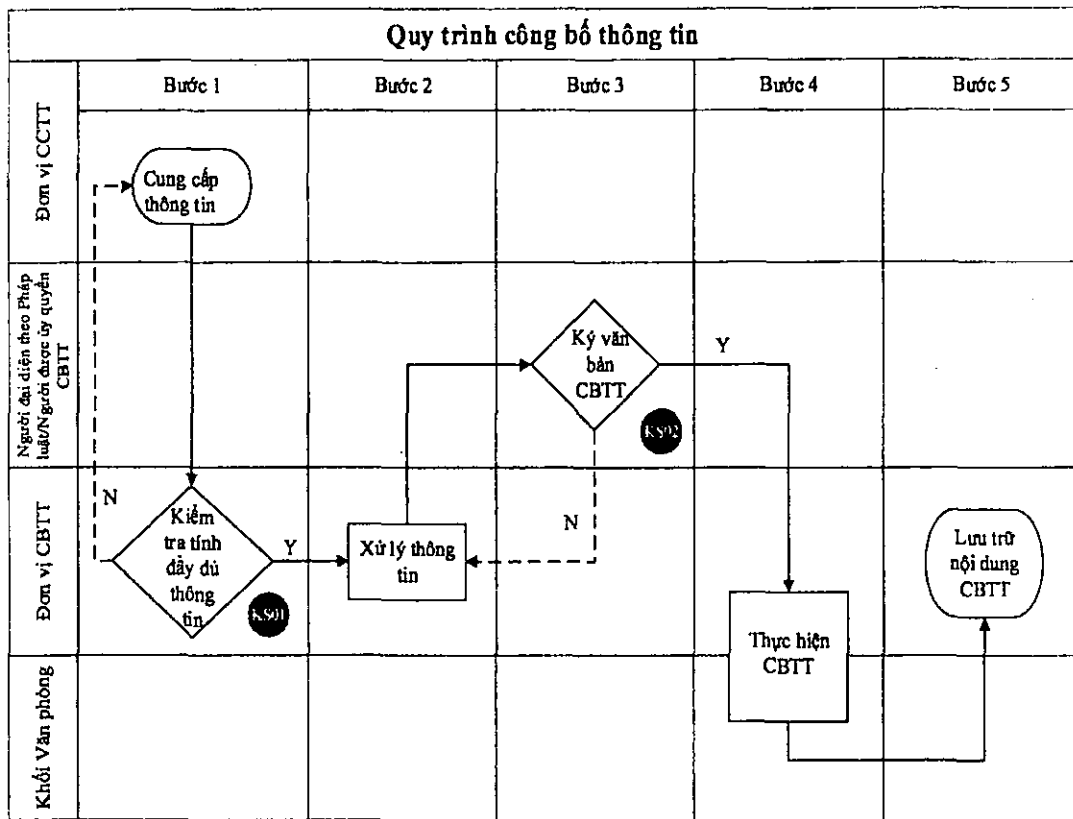 Quy trình công bố thông tin
Bước 1
Bước 2
Bước 3
Bước 4
Bước 5
Đơn vị CCTT
Cung cấp
thông tin
Người đại diện theo Pháp
luật/Người được ủy quyền
CBTT
Ký văn
bản
CBTT
Y
KS02
N
Đơn vị CBTT
N
Kiểm
tra tính
đầy đủ
thông
tin
Y
KS01
Xử lý thông
tin
Lưu trữ
nội dung
CBTT
Thực hiện
CBTT
Khối Văn phòng